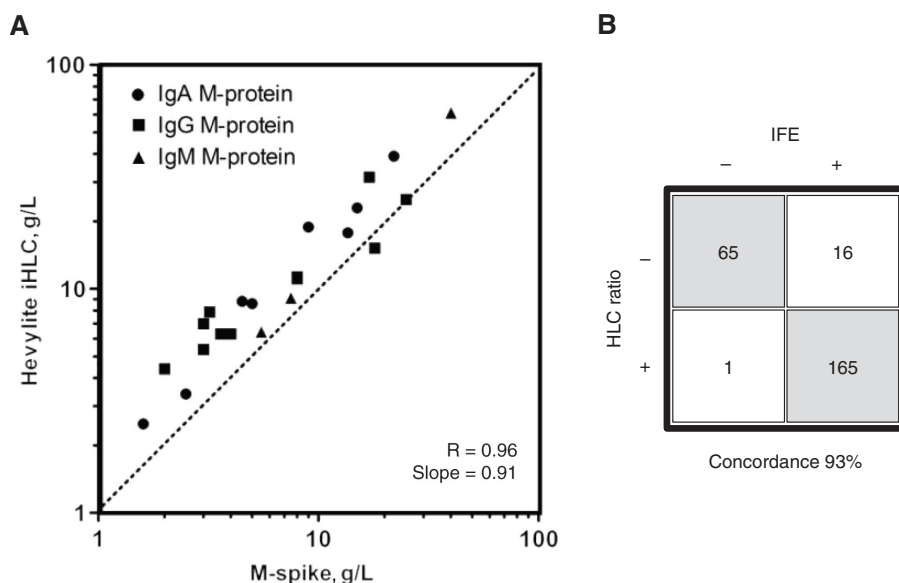 A
100
IgA M-protein
IgG M-protein
IgM M-protein
Hevylite iHLC, g/L
10
R = 0.96
Slope = 0.91
1
1
10
100
M-spike, g/L
B
IFE
– +
HLC ratio
– 65 16
+ 1 165
Concordance 93%